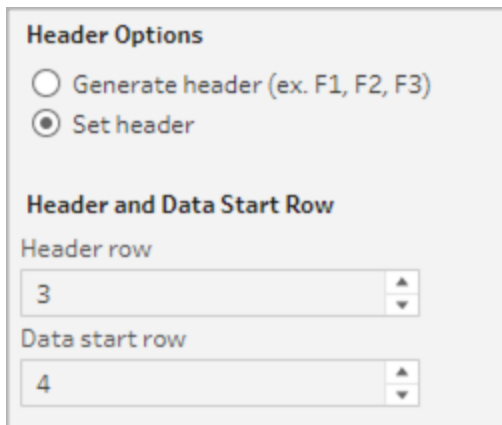 Header Options
Generate header (ex. F1, F2, F3)
Set header
Header and Data Start Row
Header row
3
Data start row
4